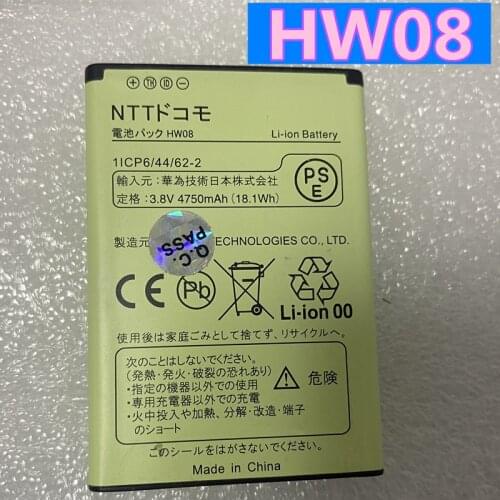 HW08
+ TH ID -
NTTドコモ
電池パック HW08
Li-ion Battery
1ICP6/44/62-2
輸入元：華為技術日本株式会社
定格：3.8V 4750mAh (18.1Wh)
PSE
製造元 TECHNOLOGIES CO., LTD.
Q.C. PASS
CE
Pb
Li-ion 00
使用後は家庭ごみとして捨てず、リサイクルへ。
次のことはしないでください。
(発熱・発火・破裂の恐れあり)
・指定の機器以外での使用
・専用充電器以外での充電
・火中投入や加熱、分解・改造・端子
のショート
危険
このシールをはがさないでください
Made in China